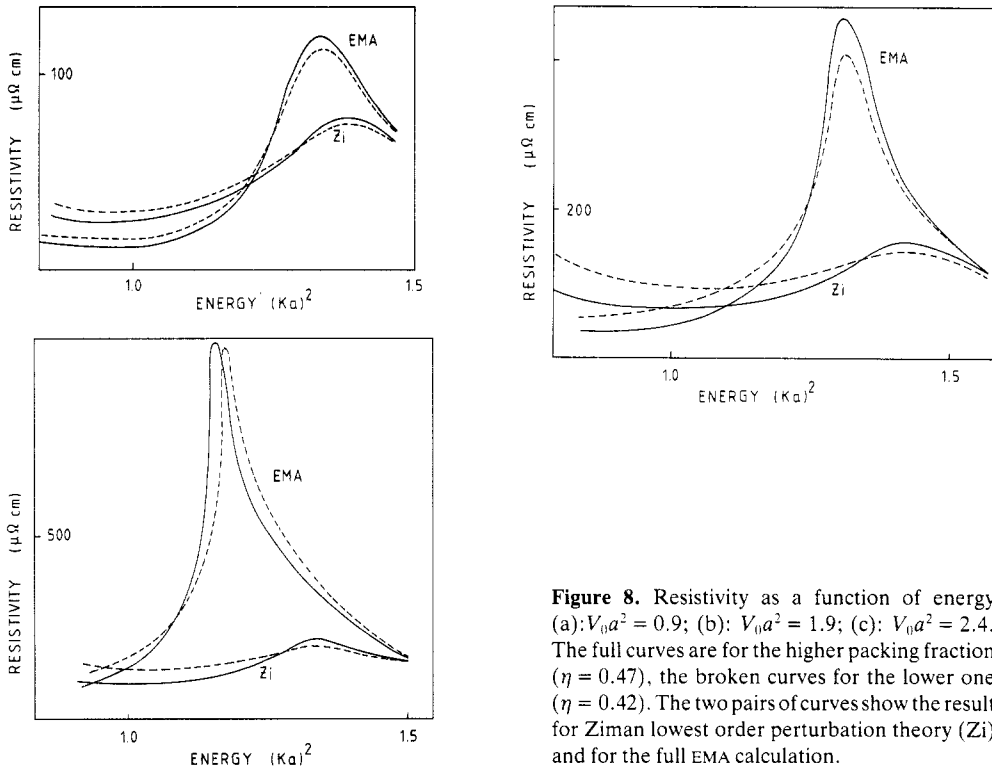 RESISTIVITY (μΩ cm)
100
EMA
Zi
1.0
1.5
ENERGY (Ka)²
RESISTIVITY (μΩ cm)
200
EMA
Zi
1.0
1.5
ENERGY (Ka)²
RESISTIVITY (μΩ cm)
500
EMA
Zi
1.0
1.5
ENERGY (Ka)²
Figure 8. Resistivity as a function of energy
(a):V₀a² = 0.9; (b): V₀a² = 1.9; (c): V₀a² = 2.4.
The full curves are for the higher packing fraction
(η = 0.47), the broken curves for the lower one
(η = 0.42). The two pairs of curves show the result
for Ziman lowest order perturbation theory (Zi)
and for the full EMA calculation.